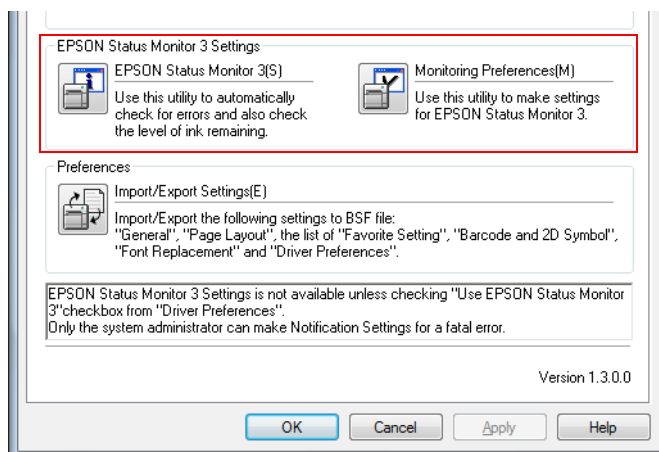 EPSON Status Monitor 3 Settings
EPSON Status Monitor 3(S)
Use this utility to automatically
check for errors and also check
the level of ink remaining.
Monitoring Preferences(M)
Use this utility to make settings
for EPSON Status Monitor 3.
Preferences
Import/Export Settings(E)
Import/Export the following settings to BSF file:
"General", "Page Layout", the list of "Favorite Setting", "Barcode and 2D Symbol",
"Font Replacement" and "Driver Preferences".
EPSON Status Monitor 3 Settings is not available unless checking "Use EPSON Status Monitor
3"checkbox from "Driver Preferences".
Only the system administrator can make Notification Settings for a fatal error.
Version 1.3.0.0
OK
Cancel
Apply
Help